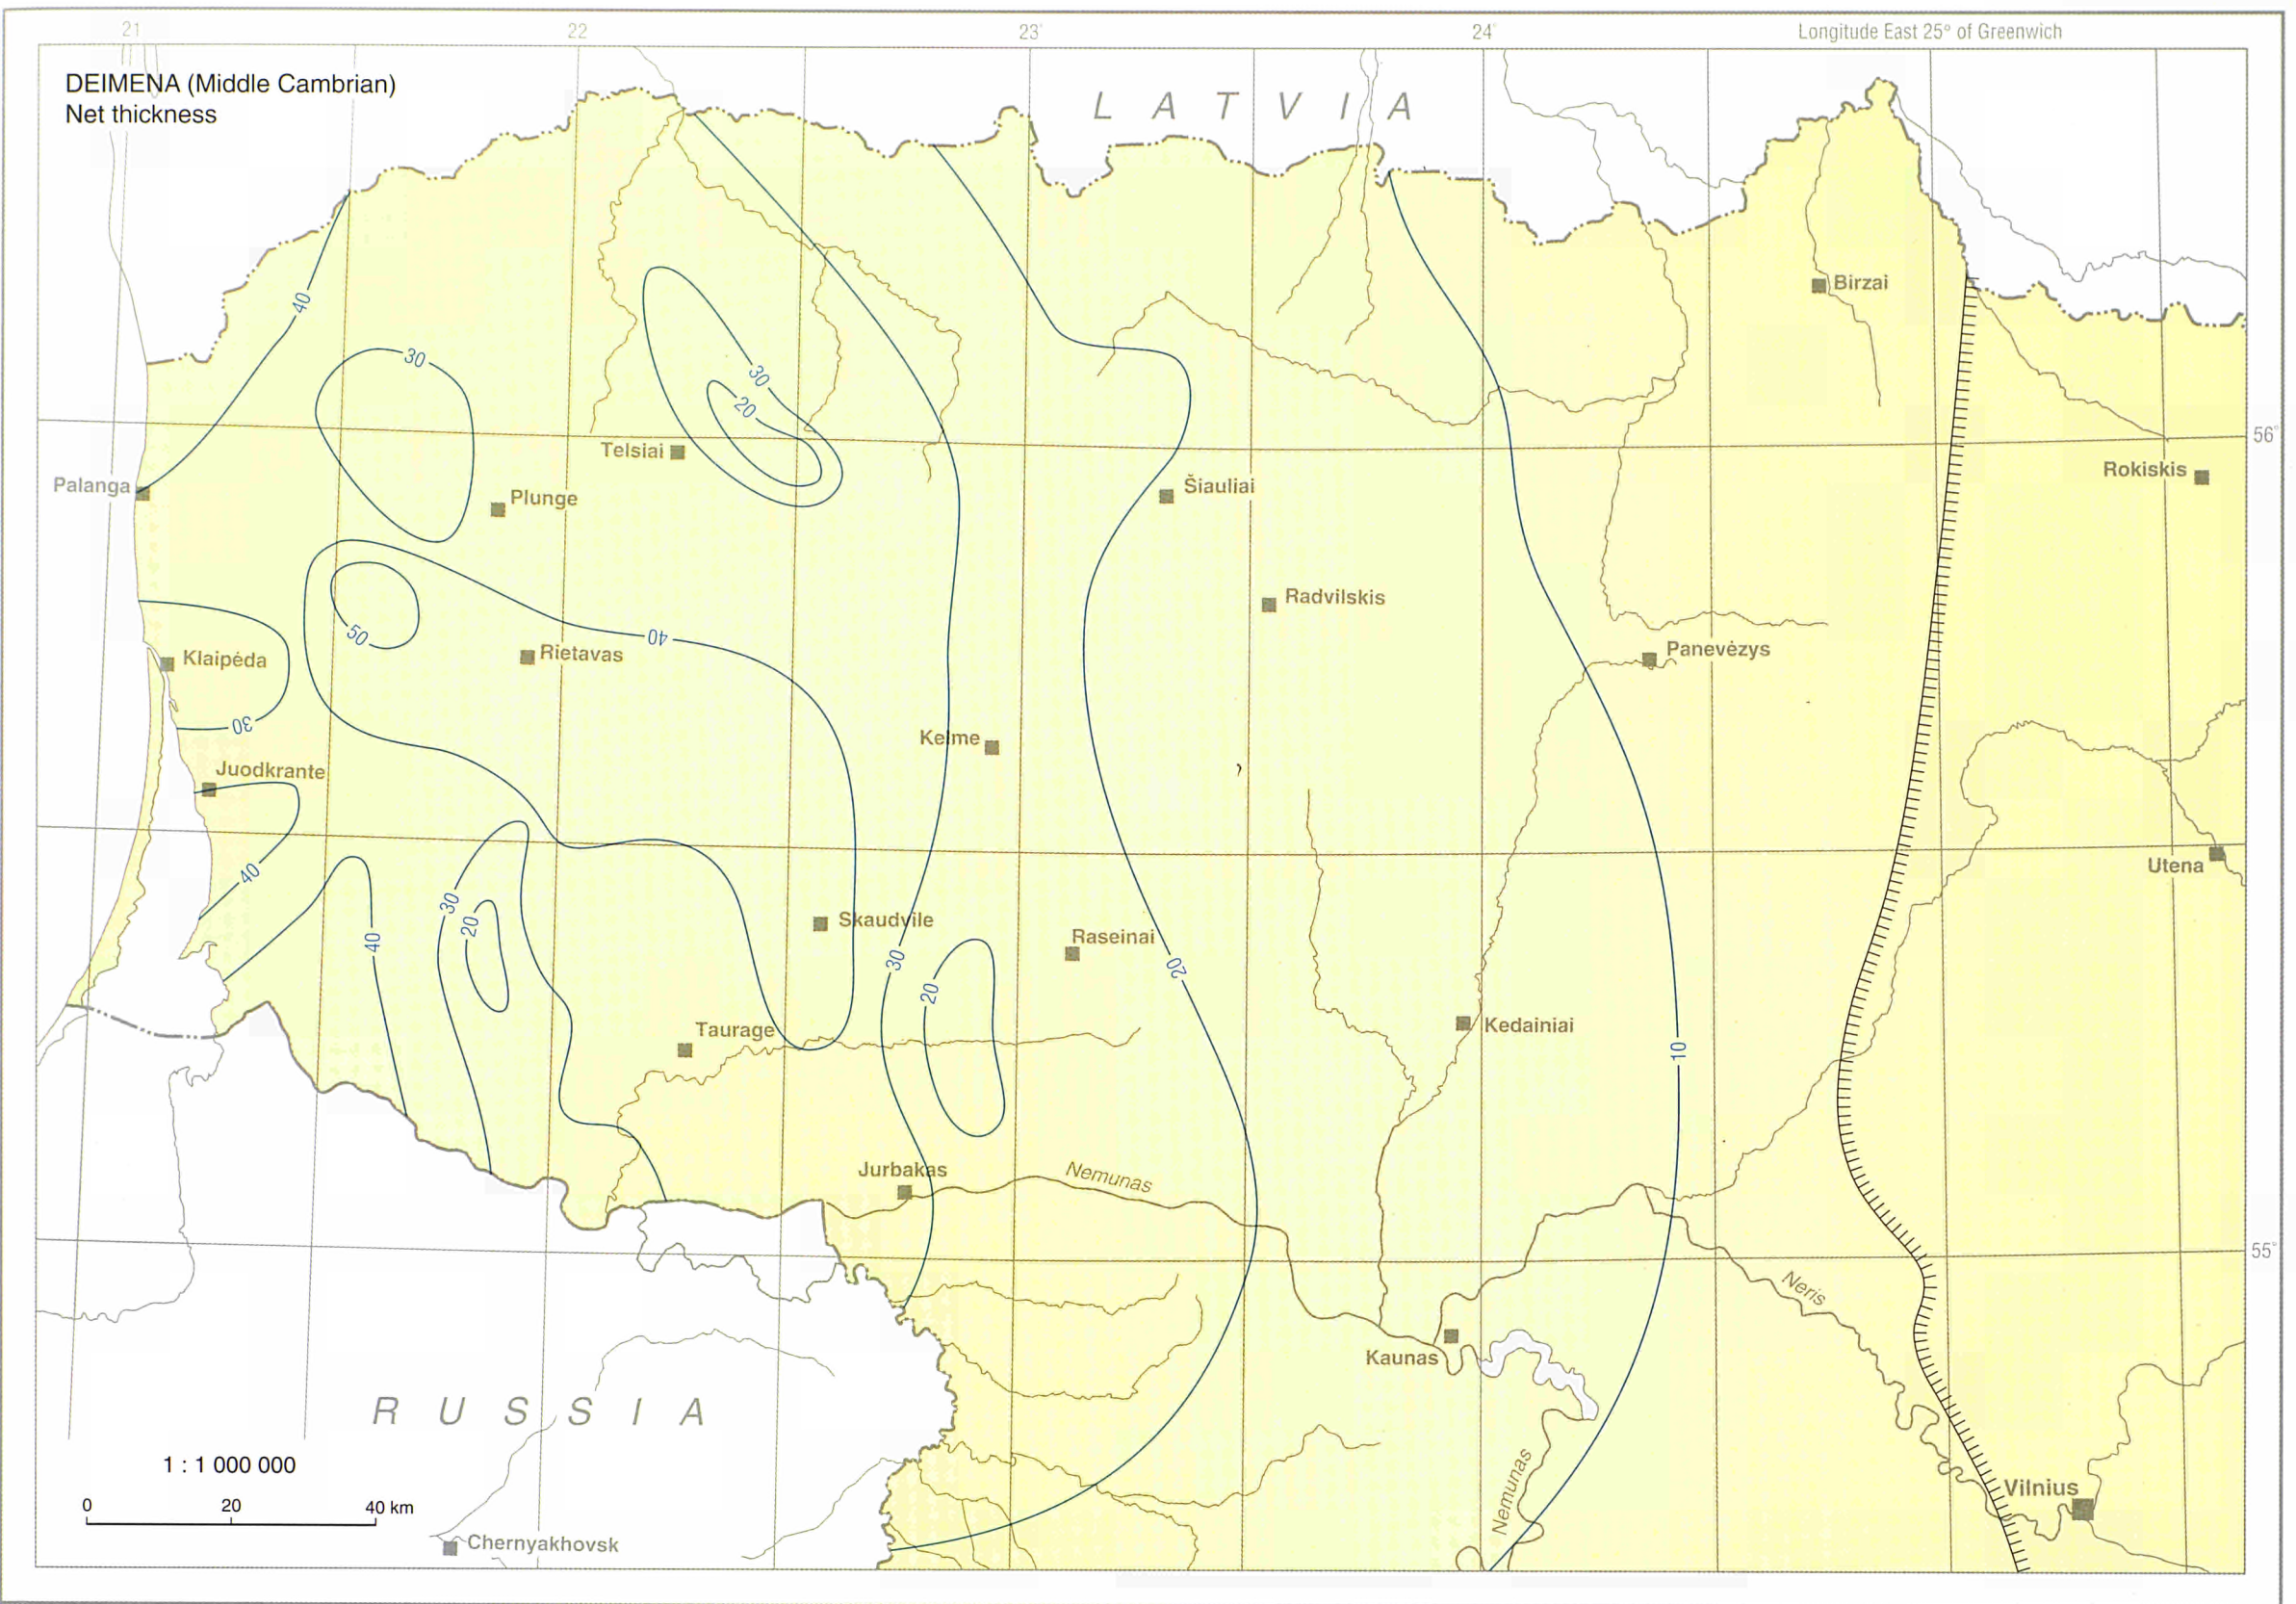 21 22° 23° 24° Longitude East 25° of Greenwich
DEIMENA (Middle Cambrian)
Net thickness
LATVIA
40
Birzai
30
30
20
56°
Telsiai
Rokiskis
Palanga
Plunge
Šiauliai
Radvilskis
50
40
Rietavas
Panevėzys
Klaipéda
30
Kelme
Juodkrante
40
Utena
30
20
Skaudvile
40
Raseinai
30
20
20
Taurage
Kedainiai
10
Jurbakas
Nemunas
55°
Neris
Kaunas
RUSSIA
1 : 1 000 000
Nemunas
Vilnius
0 20 40 km
Chernyakhovsk